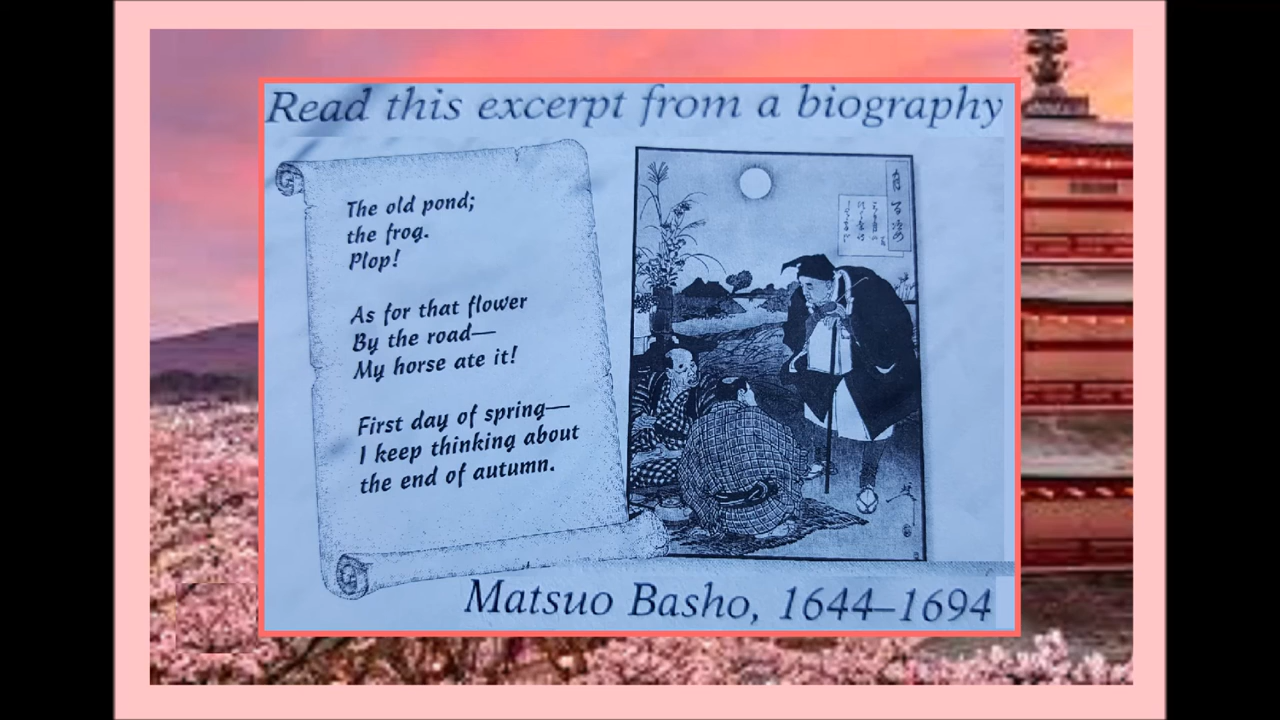 Read this excerpt from a biography
The old pond;
the frog.
Plop!
As for that flower
By the road—
My horse ate it!
First day of spring—
I keep thinking about
the end of autumn.
Matsuo Basho, 1644–1694